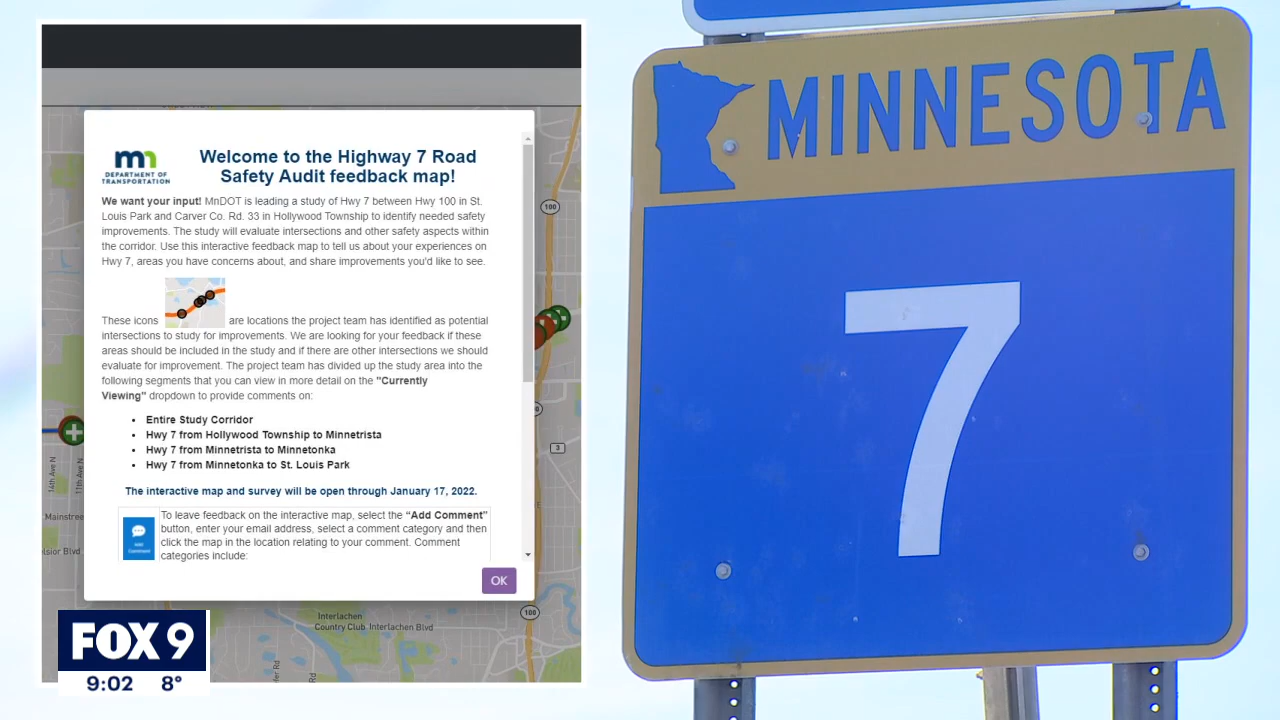 mn
DEPARTMENT OF
TRANSPORTATION
Welcome to the Highway 7 Road
Safety Audit feedback map!
We want your input! MnDOT is leading a study of Hwy 7 between Hwy 100 in St.
Louis Park and Carver Co. Rd. 33 in Hollywood Township to identify needed safety
improvements. The study will evaluate intersections and other safety aspects within
the corridor. Use this interactive feedback map to tell us about your experiences on
Hwy 7, areas you have concerns about, and share improvements you'd like to see.
These icons are locations the project team has identified as potential
intersections to study for improvements. We are looking for your feedback if these
areas should be included in the study and if there are other intersections we should
evaluate for improvement. The project team has divided up the study area into the
following segments that you can view in more detail on the "Currently
Viewing" dropdown to provide comments on:
• Entire Study Corridor
• Hwy 7 from Hollywood Township to Minnetrista
• Hwy 7 from Minnetrista to Minnetonka
• Hwy 7 from Minnetonka to St. Louis Park
The interactive map and survey will be open through January 17, 2022.
To leave feedback on the interactive map, select the “Add Comment”
button, enter your email address, select a comment category and then
click the map in the location relating to your comment. Comment
categories include:
Add
Comment
OK
100
3
100
14th Ave N
11th Ave N
Mainstree
elsior Blvd
Interlachen
Country Club
Interlachen Blvd
FOX 9
9:02 8°
MINNESOTA
7